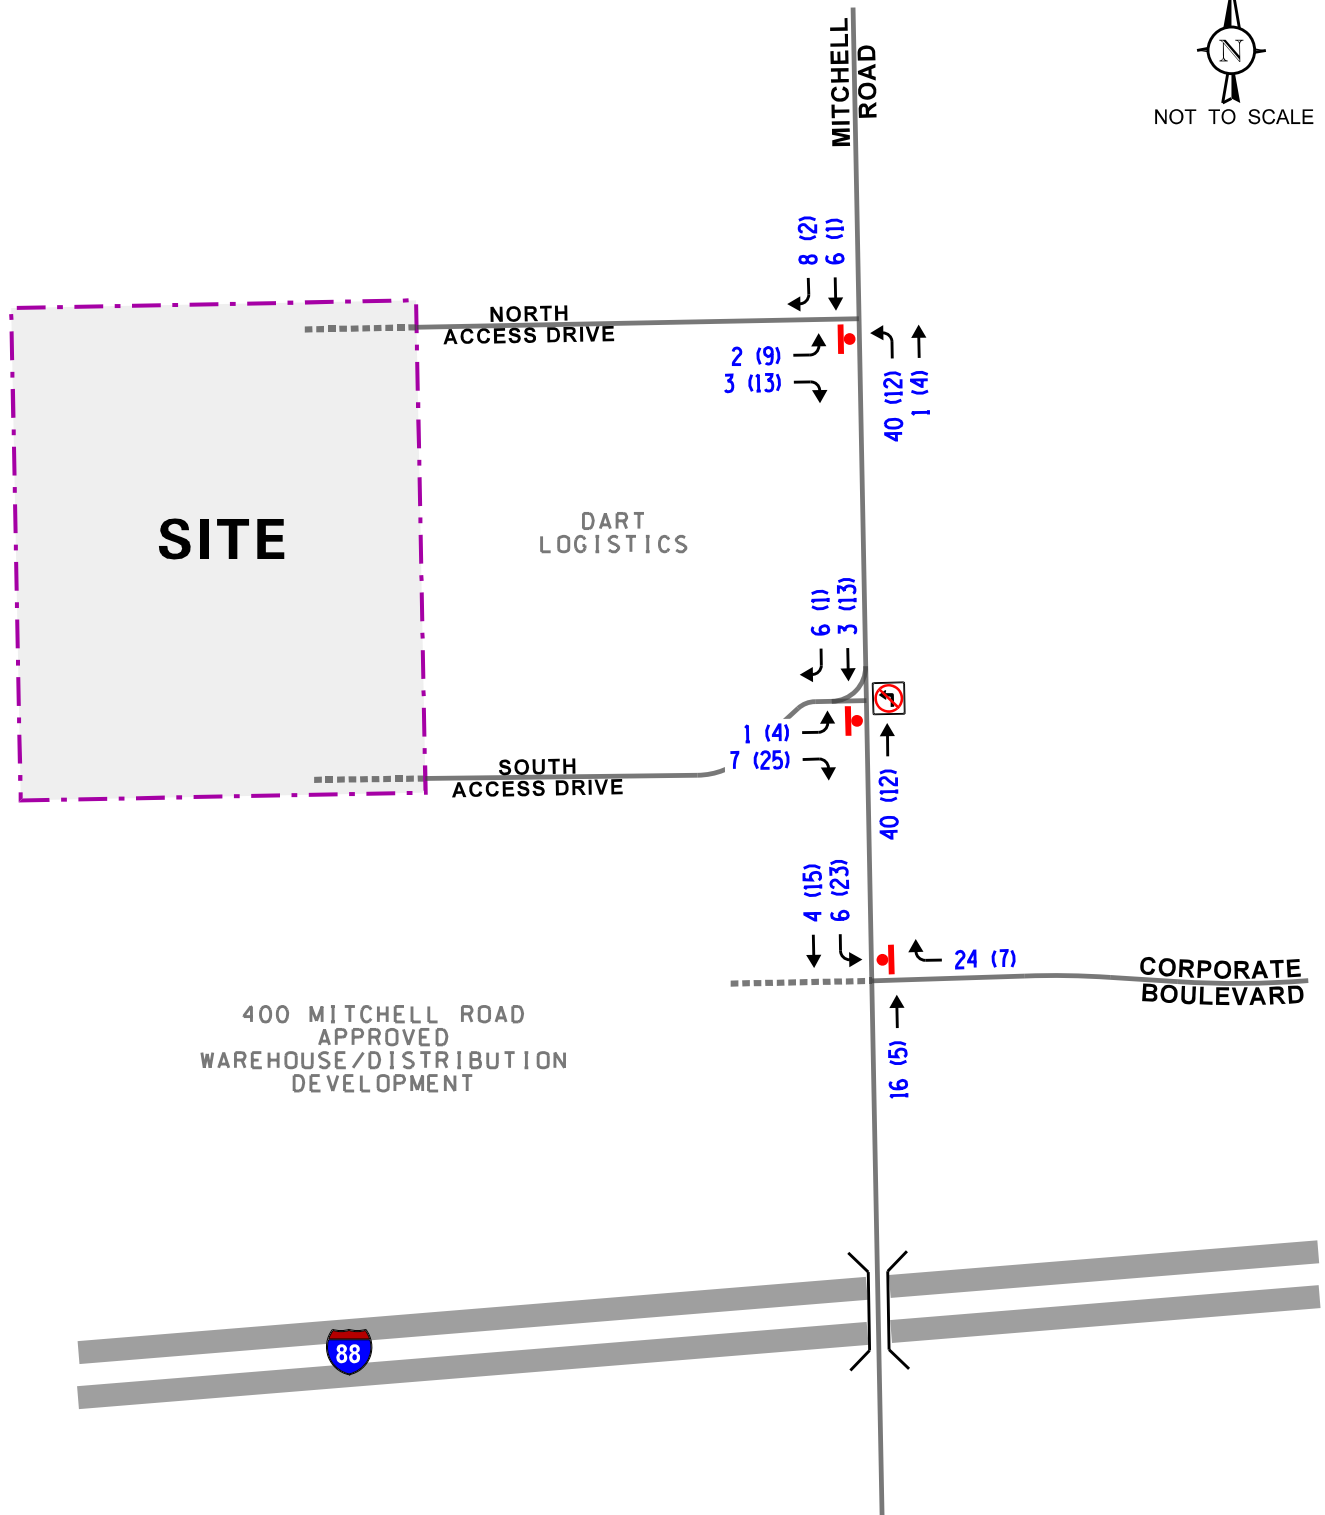 MITCHELL
ROAD
N
NOT TO SCALE
8 (2)
6 (1)
NORTH
ACCESS DRIVE
2 (9)
3 (13)
40 (12)
1 (4)
SITE
DART
LOGISTICS
6 (1)
3 (13)
1 (4)
7 (25)
SOUTH
ACCESS DRIVE
40 (12)
4 (15)
6 (23)
24 (7)
CORPORATE
BOULEVARD
16 (5)
400 MITCHELL ROAD
APPROVED
WAREHOUSE/DISTRIBUTION
DEVELOPMENT
88